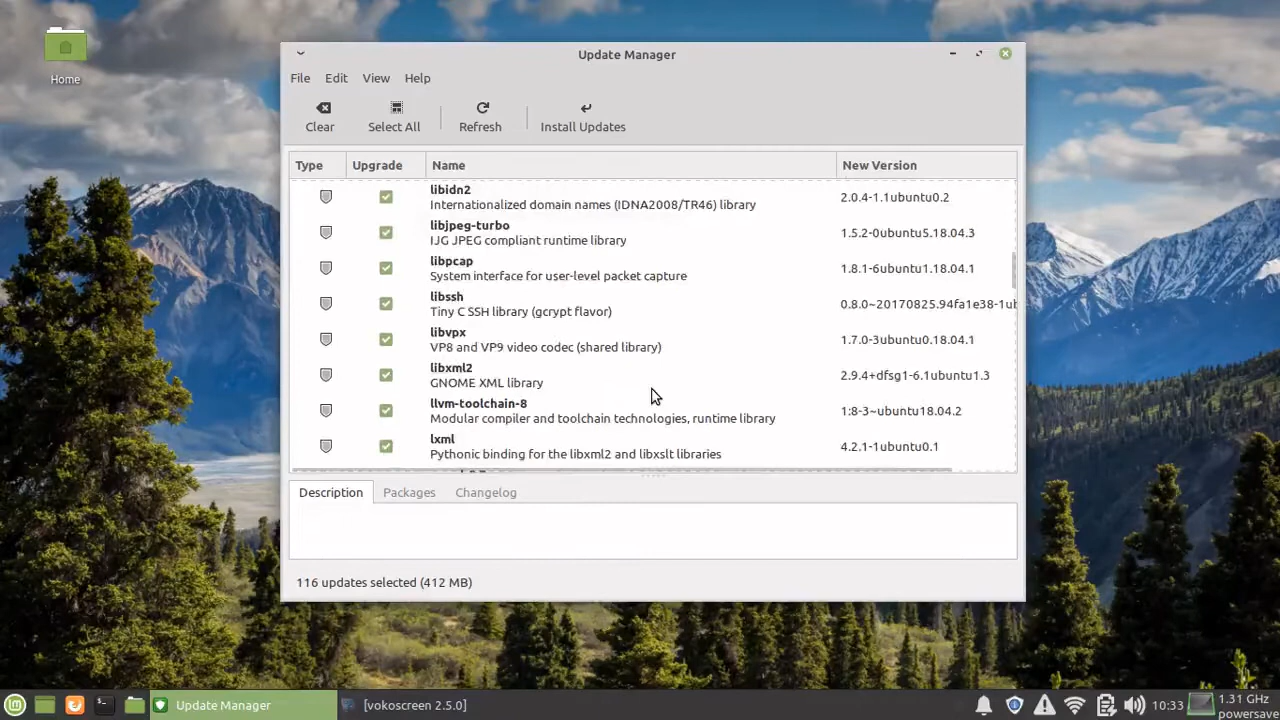 Home
Update Manager
File Edit View Help
Clear Select All Refresh Install Updates
Type Upgrade Name New Version
libidn2
Internationalized domain names (IDNA2008/TR46) library 2.0.4-1.1ubuntu0.2
libjpeg-turbo
IJG JPEG compliant runtime library 1.5.2-0ubuntu5.18.04.3
libpcap
System interface for user-level packet capture 1.8.1-6ubuntu1.18.04.1
libssh
Tiny C SSH library (gcrypt flavor) 0.8.0~20170825.94fa1e38-1ub
libvpx
VP8 and VP9 video codec (shared library) 1.7.0-3ubuntu0.18.04.1
libxml2
GNOME XML library 2.9.4+dfsg1-6.1ubuntu1.3
llvm-toolchain-8
Modular compiler and toolchain technologies, runtime library 1:8-3~ubuntu18.04.2
lxml
Pythonic binding for the libxml2 and libxslt libraries 4.2.1-1ubuntu0.1
Description Packages Changelog
116 updates selected (412 MB)
Update Manager [vokoscreen 2.5.0] 10:33 1.31 GHz
powersave